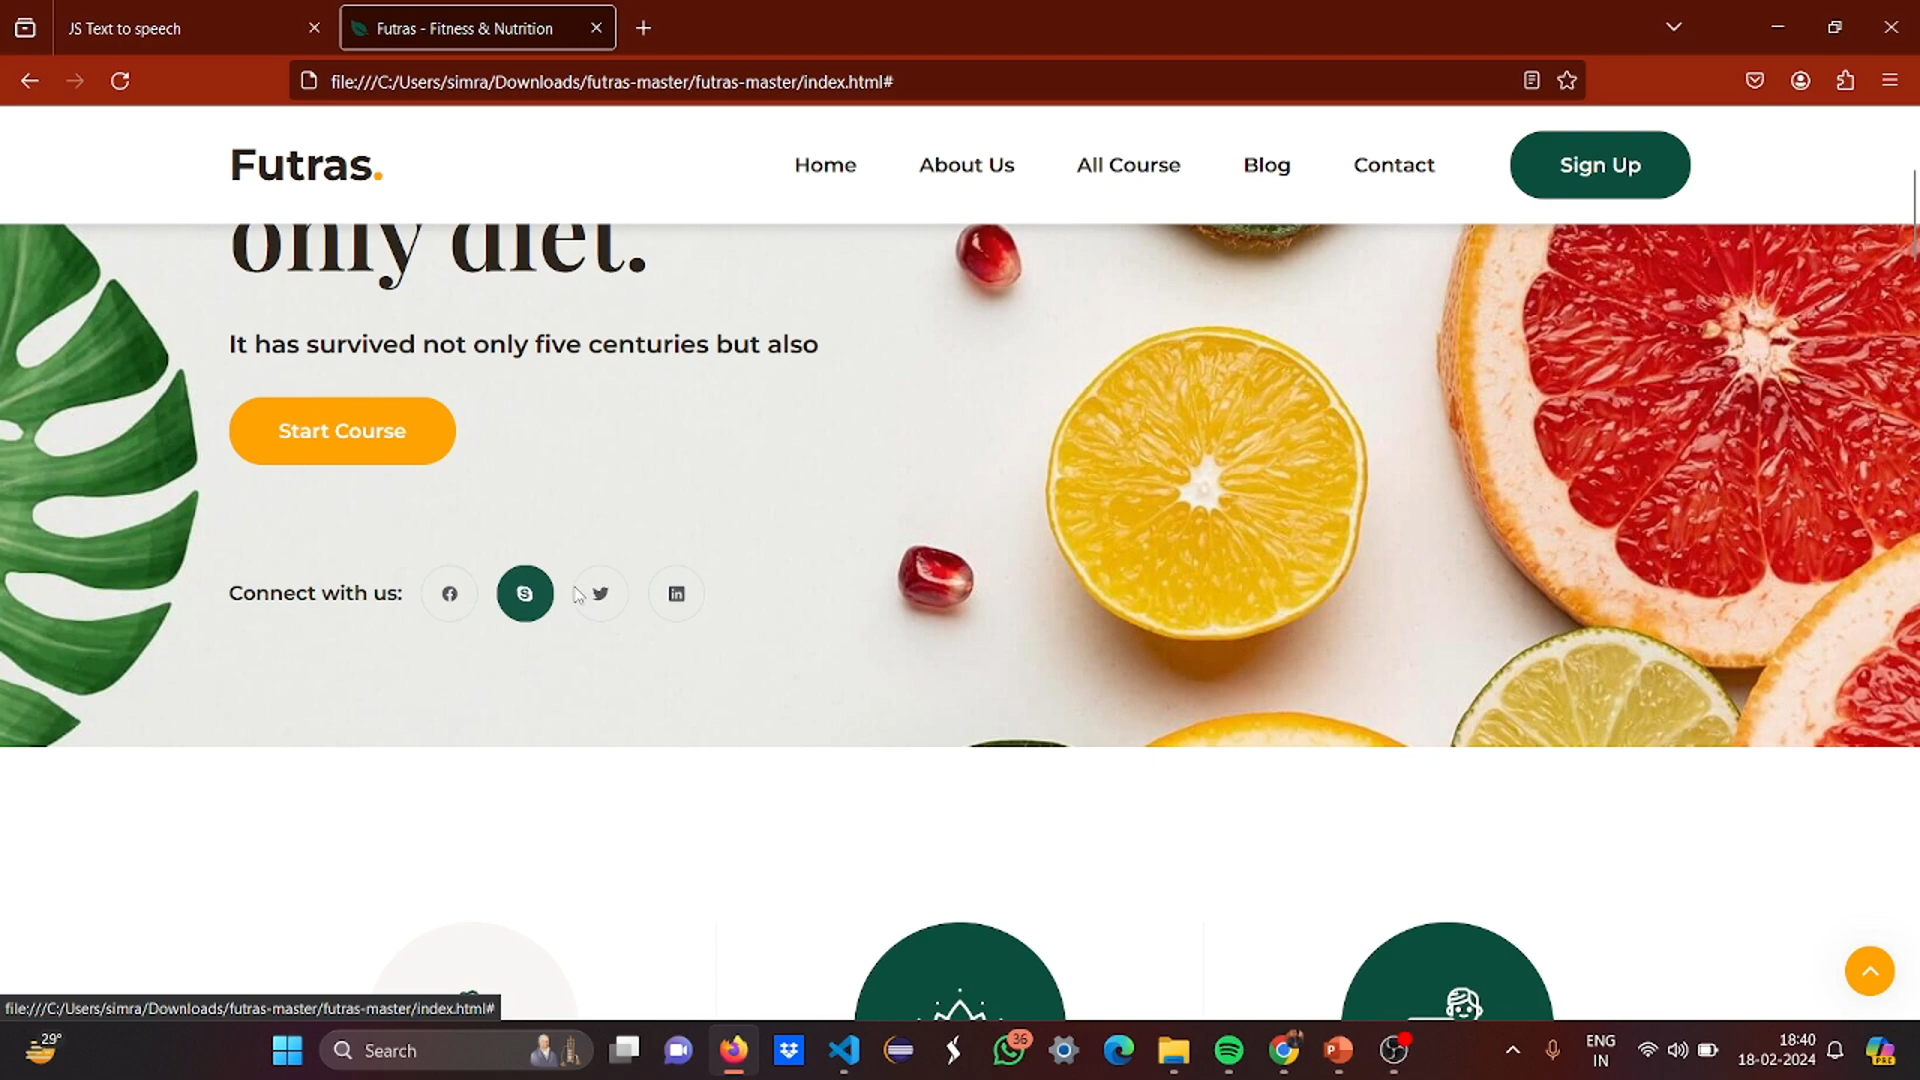 JS Text to speech
Futras - Fitness & Nutrition
file:///C:/Users/simra/Downloads/futras-master/futras-master/index.html#
Futras.
Home
About Us
All Course
Blog
Contact
Sign Up
only diet.
It has survived not only five centuries but also
Start Course
Connect with us:
file:///C:/Users/simra/Downloads/futras-master/futras-master/index.html#
29°
Search
36
ENG
IN
18:40
18-02-2024
PRE